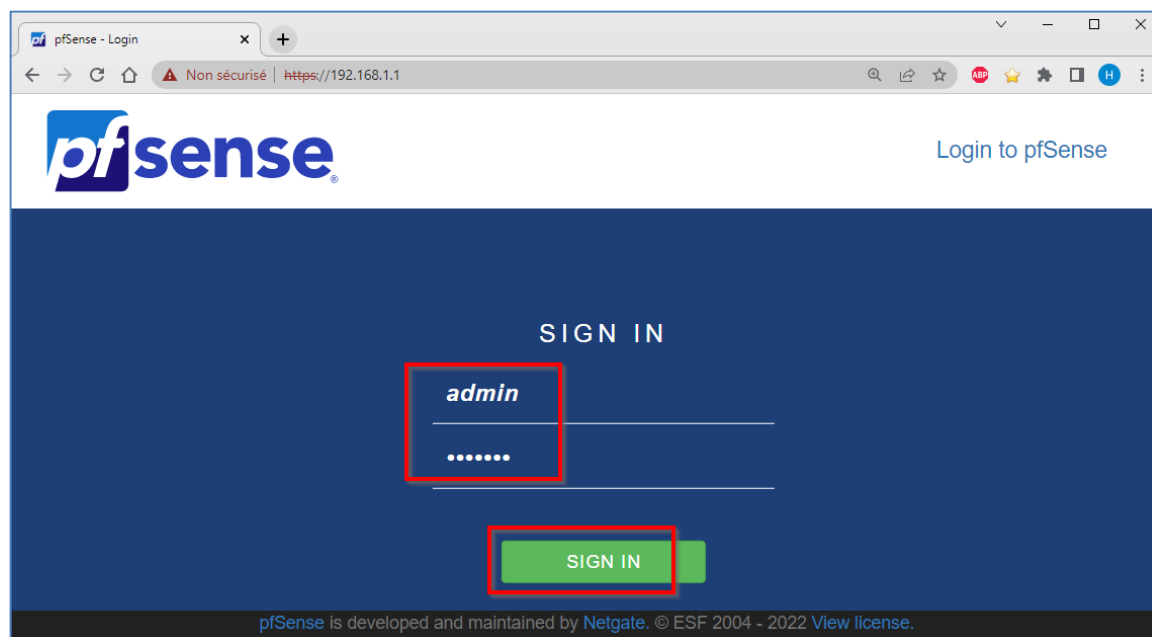 pfSense - Login
Non sécurisé | https://192.168.1.1
ABP
H
pfsense®
Login to pfSense
SIGN IN
admin
•••••••
SIGN IN
pfSense is developed and maintained by Netgate. © ESF 2004 - 2022 View license.